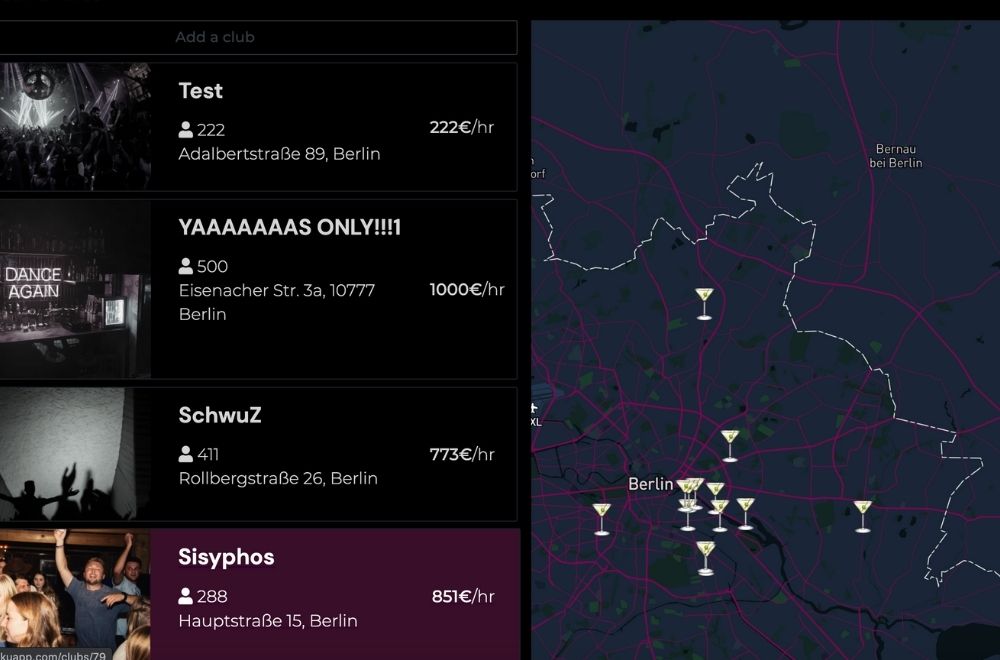 Add a club
Test
222
222€/hr
Adalbertstraße 89, Berlin
YAAAAAAAS ONLY!!!1
500
Eisenacher Str. 3a, 10777
Berlin
1000€/hr
DANCE
AGAIN
SchwuZ
411
773€/hr
Rollbergstraße 26, Berlin
Sisyphos
288
851€/hr
Hauptstraße 15, Berlin
kuapp.com/clubs/79
Bernau
bei Berlin
orf
XL
Berlin